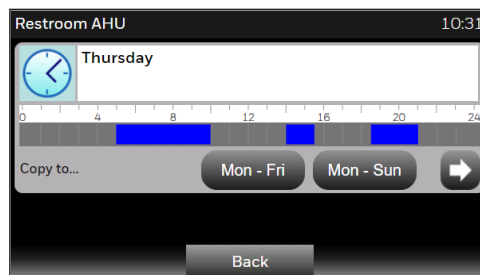 Restroom AHU 10:31
Thursday
0 4 8 12 16 20 24
Copy to... Mon - Fri Mon - Sun
Back